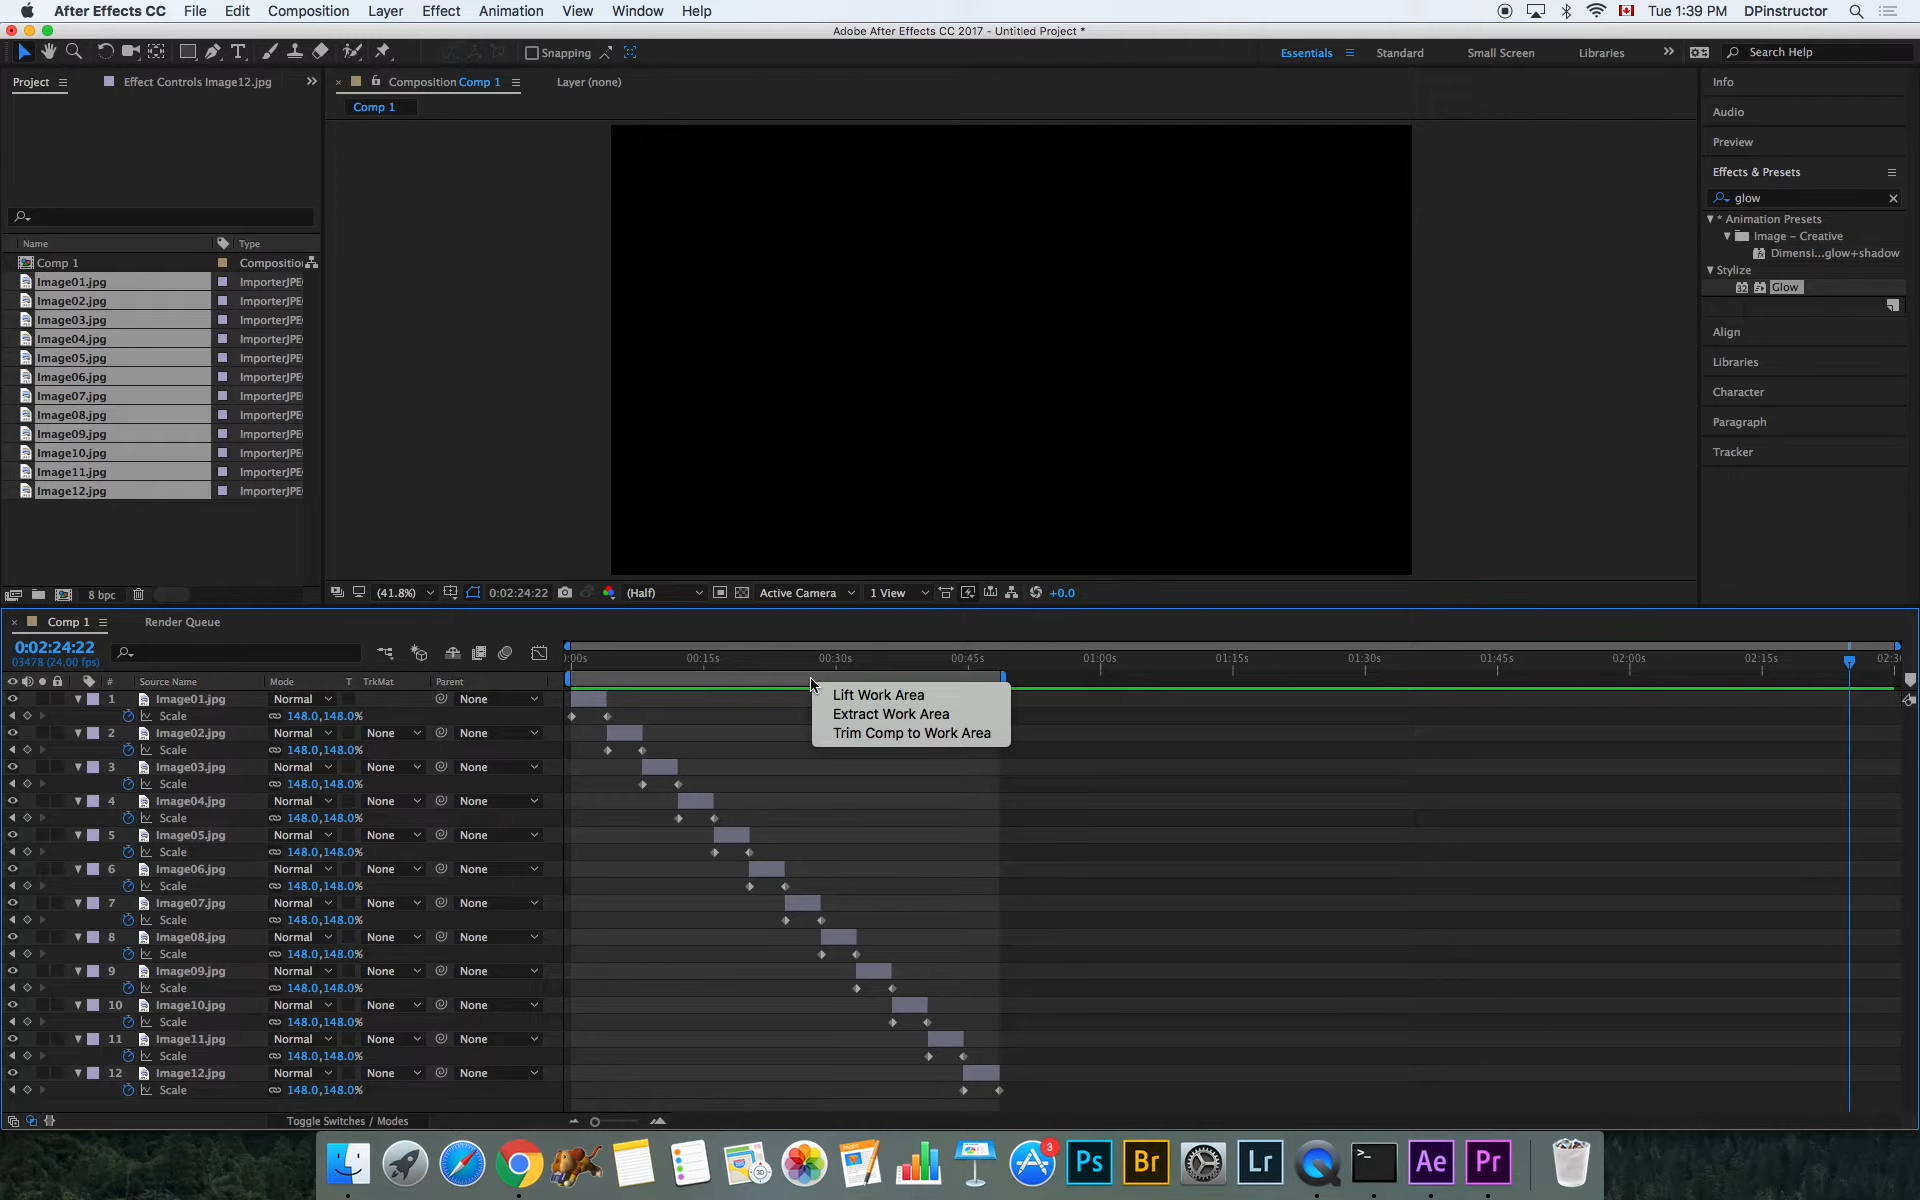 After Effects CC File Edit Composition Layer Effect Animation View Window Help Tue 1:39 PM DPinstructor
Adobe After Effects CC 2017 - Untitled Project *
Snapping Essentials Standard Small Screen Libraries » Search Help
Project Effect Controls Image12.jpg » × Composition Comp 1 Layer (none) Info
Comp 1
Audio
Preview
Effects & Presets
glow
* Animation Presets
Image – Creative
Dimensi...glow+shadow
Stylize
32 Glow
Align
Libraries
Character
Paragraph
Tracker
Name Type
Comp 1 Compositio
Image01.jpg ImporterJPE
Image02.jpg ImporterJPE
Image03.jpg ImporterJPE
Image04.jpg ImporterJPE
Image05.jpg ImporterJPE
Image06.jpg ImporterJPE
Image07.jpg ImporterJPE
Image08.jpg ImporterJPE
Image09.jpg ImporterJPE
Image10.jpg ImporterJPE
Image11.jpg ImporterJPE
Image12.jpg ImporterJPE
8 bpc (41.8%) 0:02:24:22 (Half) Active Camera 1 View +0.0
× Comp 1 Render Queue
0:02:24:22
03478 (24.00 fps)
:00s 00:15s 00:30s 00:45s 01:00s 01:15s 01:30s 01:45s 02:00s 02:15s 02:3
# Source Name Mode T TrkMat Parent
Lift Work Area
Extract Work Area
Trim Comp to Work Area
1 Image01.jpg Normal None
Scale 148.0,148.0%
2 Image02.jpg Normal None None
Scale 148.0,148.0%
3 Image03.jpg Normal None None
Scale 148.0,148.0%
4 Image04.jpg Normal None None
Scale 148.0,148.0%
5 Image05.jpg Normal None None
Scale 148.0,148.0%
6 Image06.jpg Normal None None
Scale 148.0,148.0%
7 Image07.jpg Normal None None
Scale 148.0,148.0%
8 Image08.jpg Normal None None
Scale 148.0,148.0%
9 Image09.jpg Normal None None
Scale 148.0,148.0%
10 Image10.jpg Normal None None
Scale 148.0,148.0%
11 Image11.jpg Normal None None
Scale 148.0,148.0%
12 Image12.jpg Normal None None
Scale 148.0,148.0%
Toggle Switches / Modes
3D 3 Ps Br Lr >_ Ae Pr